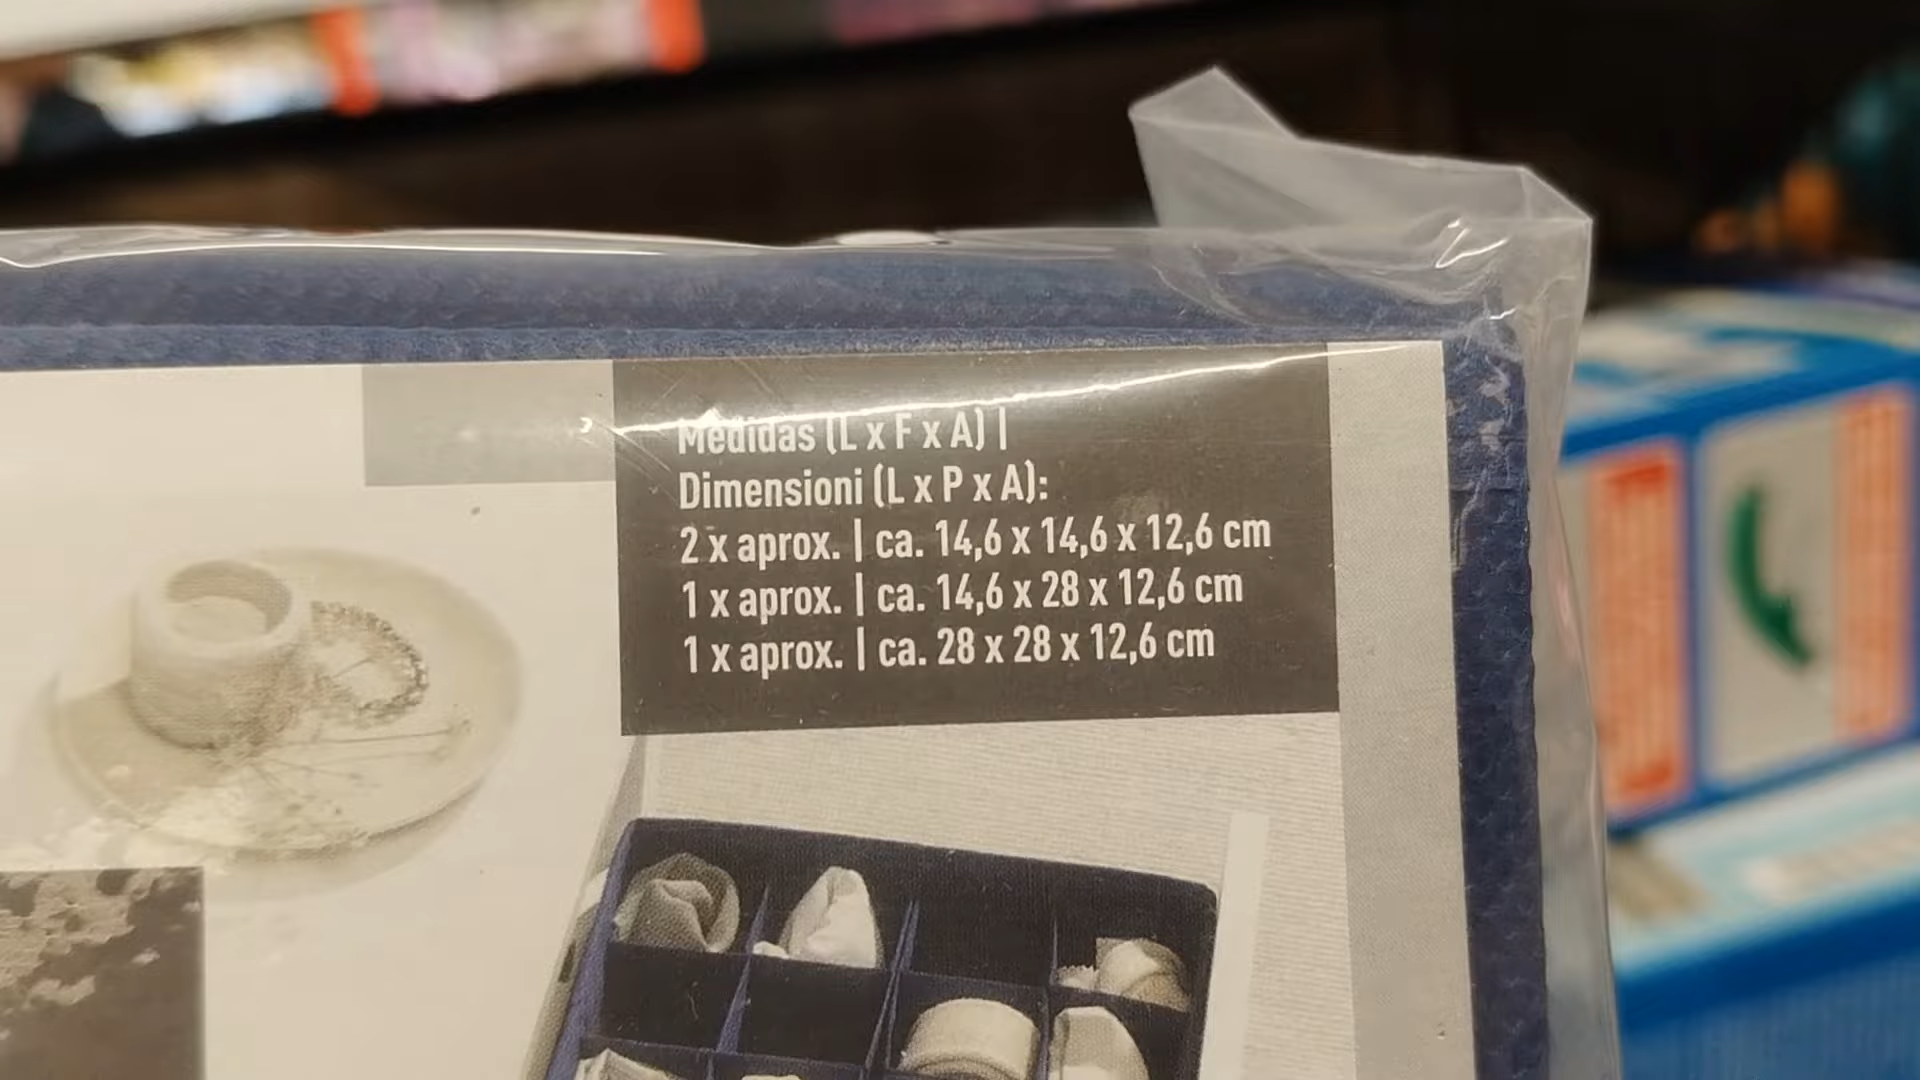 Medidas (L x F x A) |
Dimensioni (L x P x A):
2 x aprox. | ca. 14,6 x 14,6 x 12,6 cm
1 x aprox. | ca. 14,6 x 28 x 12,6 cm
1 x aprox. | ca. 28 x 28 x 12,6 cm